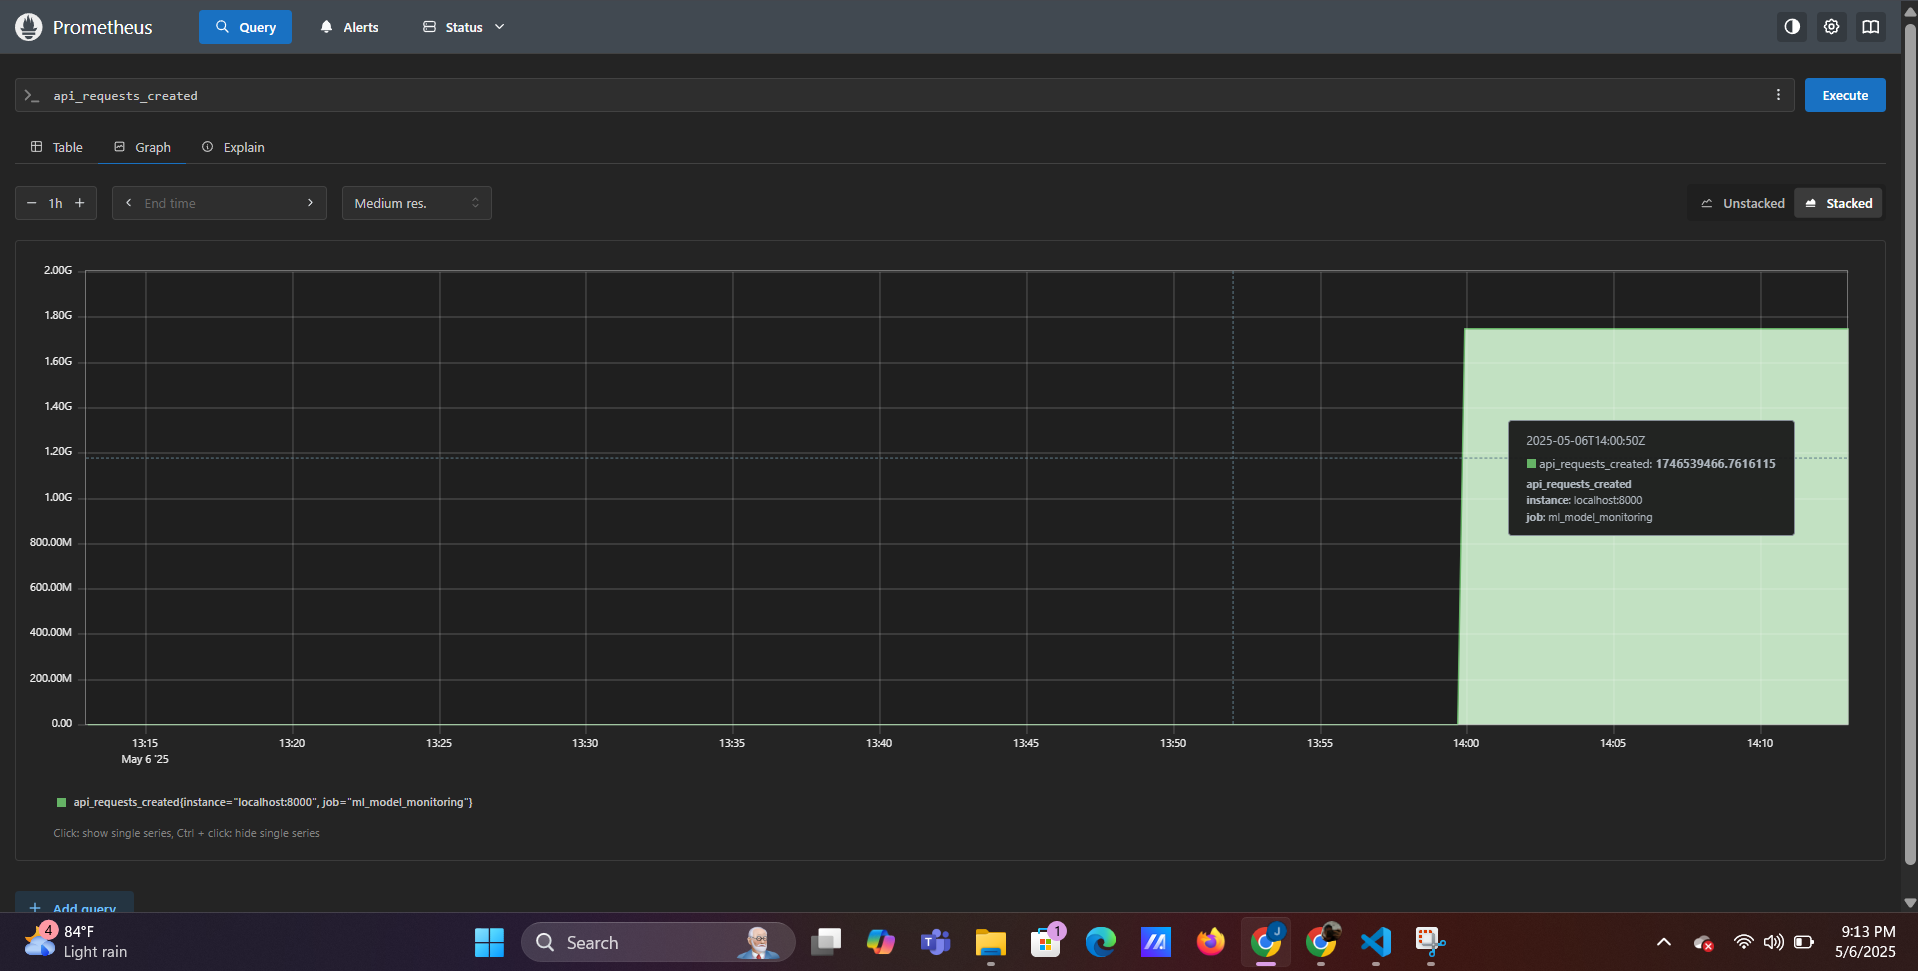 Prometheus Query Alerts Status
api_requests_created Execute
Table Graph Explain
1h End time Medium res. Unstacked Stacked
2.00G
1.80G
1.60G
1.40G
1.20G
1.00G
800.00M
600.00M
400.00M
200.00M
0.00
2025-05-06T14:00:50Z
api_requests_created: 1746539466.7616115
api_requests_created
instance: localhost:8000
job: ml_model_monitoring
13:15 13:20 13:25 13:30 13:35 13:40 13:45 13:50 13:55 14:00 14:05 14:10
May 6 '25
api_requests_created{instance="localhost:8000", job="ml_model_monitoring"}
Click: show single series, Ctrl + click: hide single series
+ Add query
4 84°F
Light rain
Search
T
1
J
9:13 PM
5/6/2025